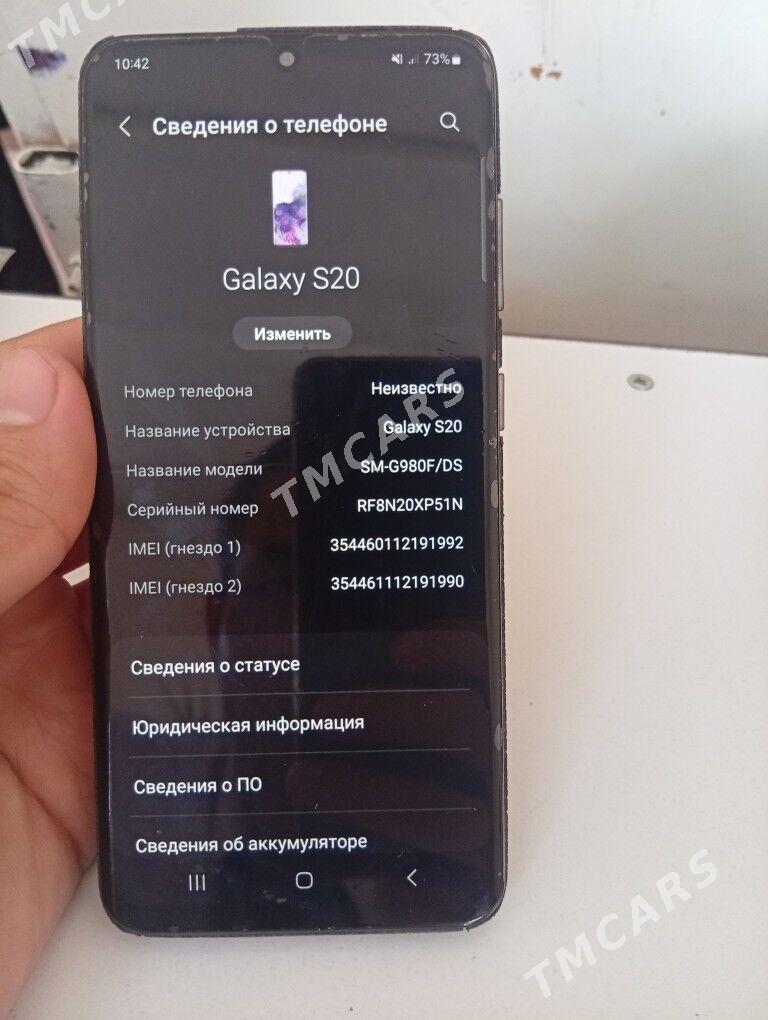 TMCARS
10:42
73%
Сведения о телефоне
Galaxy S20
Изменить
Номер телефона Неизвестно
Название устройства Galaxy S20
Название модели SM-G980F/DS
Серийный номер RF8N20XP51N
IMEI (гнездо 1) 354460112191992
IMEI (гнездо 2) 354461112191990
TMCARS
Сведения о статусе
Юридическая информация
Сведения о ПО
Сведения об аккумуляторе
TMCARS